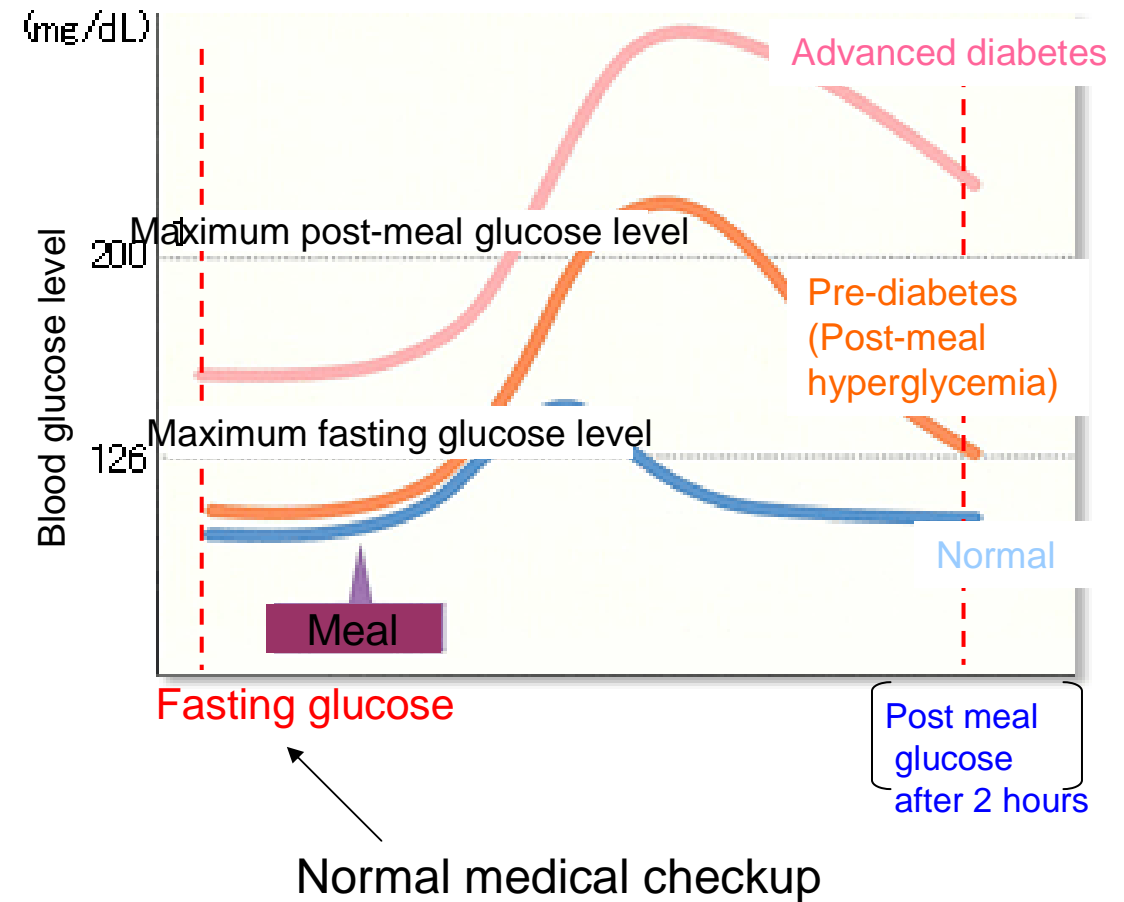 (mg/dL)
Advanced diabetes
Maximum post-meal glucose level
200
Pre-diabetes
(Post-meal
hyperglycemia)
Maximum fasting glucose level
126
Blood glucose level
Normal
Meal
Fasting glucose
Post meal
glucose
after 2 hours
Normal medical checkup